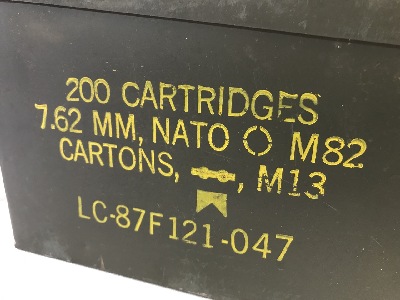 200 CARTRIDGES
7.62 MM, NATO M82
CARTONS, , M13
LC-87F121-047